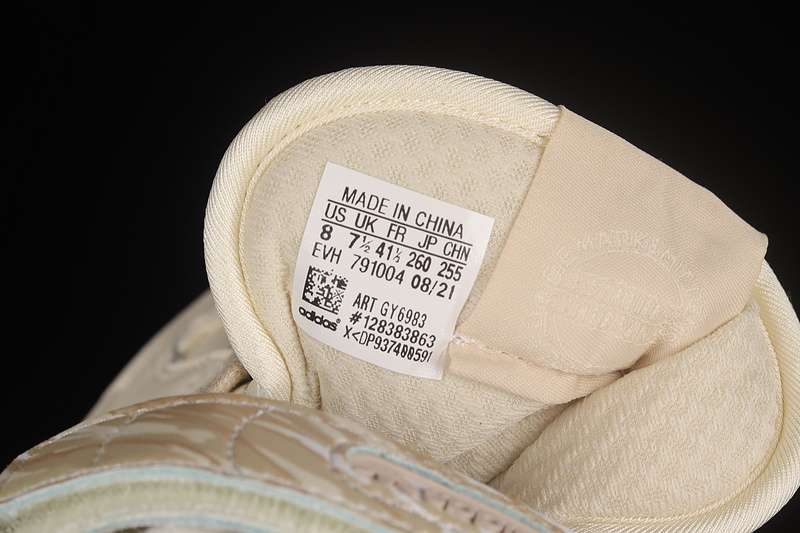 MADE IN CHINA
US UK FR JP CHN
8 7½ 41⅓ 260 255
EVH 791004 08/21
ART GY6983
#128383863
adidas®